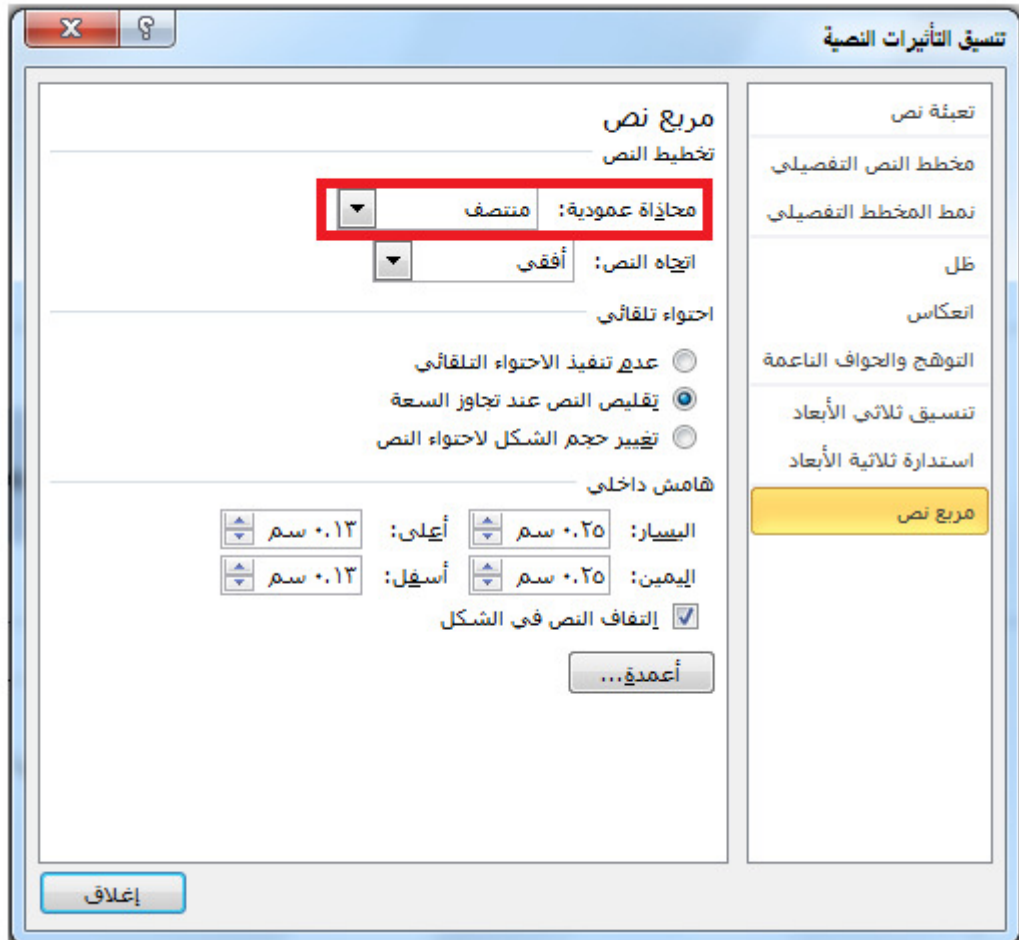 تنسيق التأثيرات النصية
تعبئة نص
مخطط النص التفصيلي
نمط المخطط التفصيلي
ظل
انعكاس
التوهج والحواف الناعمة
تنسيق ثلاثي الأبعاد
استدارة ثلاثية الأبعاد
مربع نص
مربع نص
تخطيط النص
محاذاة عمودية: منتصف
اتجاه النص: أفقي
احتواء تلقائي
عدم تنفيذ الاحتواء التلقائي
تقليص النص عند تجاوز السعة
تغيير حجم الشكل لاحتواء النص
هامش داخلي
اليسار: ٠.٢٥ سم أعلى: ٠.١٣ سم
اليمين: ٠.٢٥ سم أسفل: ٠.١٣ سم
إلتفاف النص في الشكل
أعمدة...
إغلاق